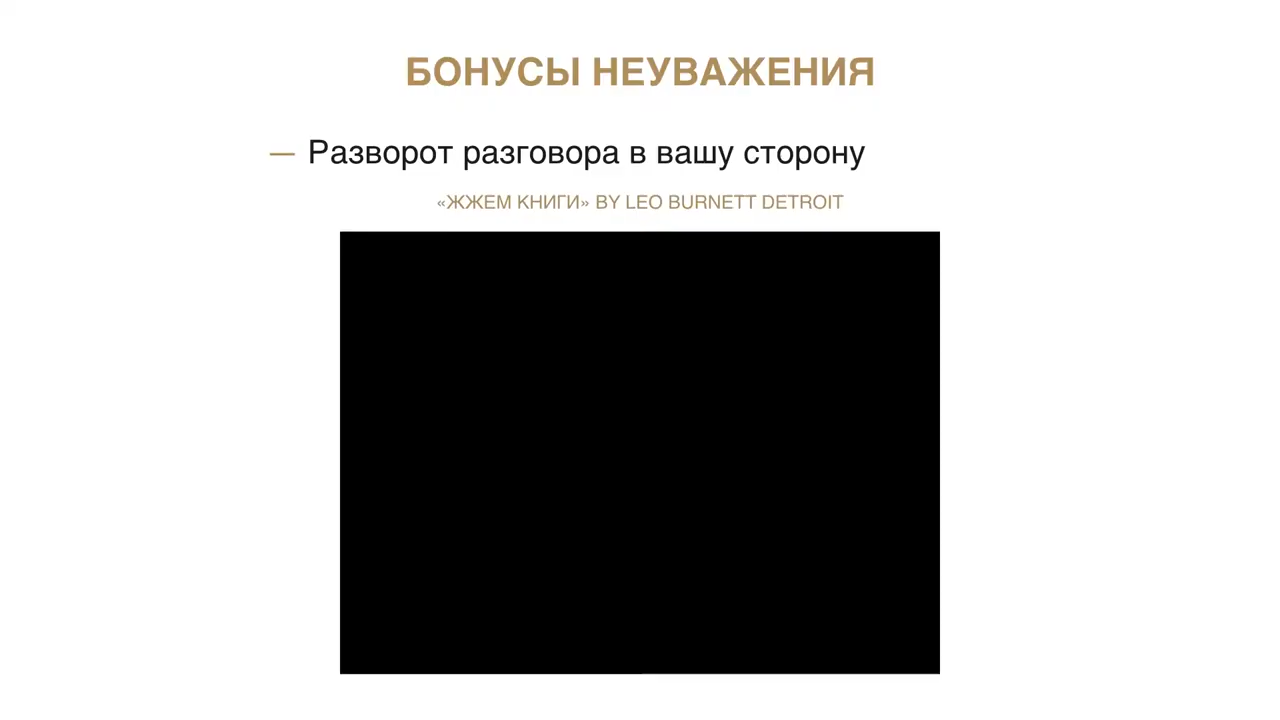 БОНУСЫ НЕУВАЖЕНИЯ
— Разворот разговора в вашу сторону
«ЖЖЕМ КНИГИ» BY LEO BURNETT DETROIT